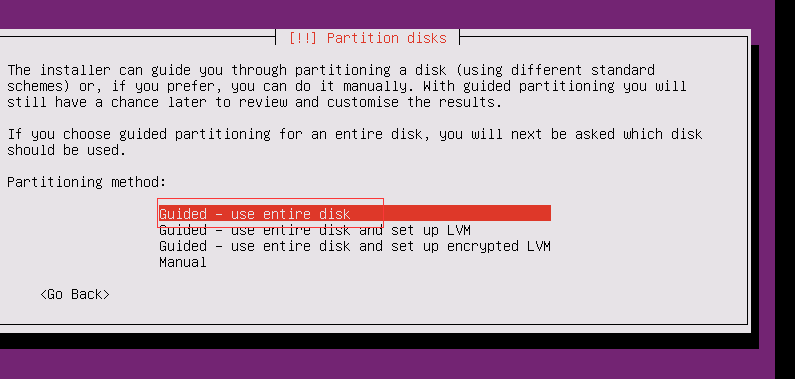 [!!] Partition disks
The installer can guide you through partitioning a disk (using different standard
schemes) or, if you prefer, you can do it manually. With guided partitioning you will
still have a chance later to review and customise the results.
If you choose guided partitioning for an entire disk, you will next be asked which disk
should be used.
Partitioning method:
Guided - use entire disk
Guided - use entire disk and set up LVM
Guided - use entire disk and set up encrypted LVM
Manual
<Go Back>